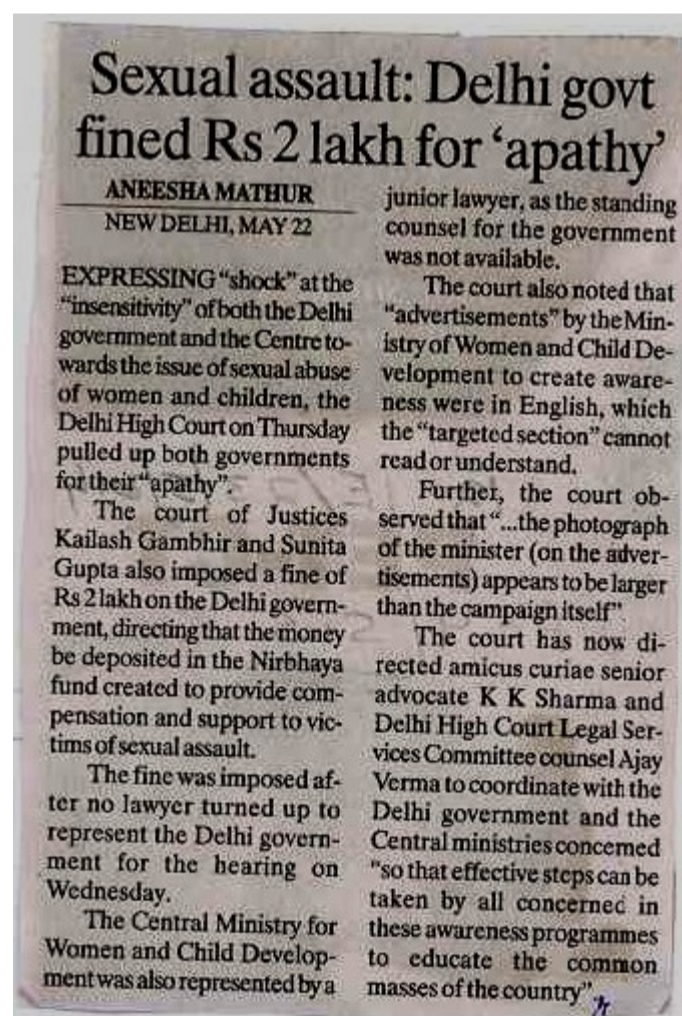 Sexual assault: Delhi govt
fined Rs 2 lakh for ‘apathy’
ANEESHA MATHUR
NEW DELHI, MAY 22
EXPRESSING “shock” at the
“insensitivity” of both the Delhi
government and the Centre to-
wards the issue of sexual abuse
of women and children, the
Delhi High Court on Thursday
pulled up both governments
for their “apathy”.
The court of Justices
Kailash Gambhir and Sunita
Gupta also imposed a fine of
Rs 2 lakh on the Delhi govern-
ment, directing that the money
be deposited in the Nirbhaya
fund created to provide com-
pensation and support to vic-
tims of sexual assault.
The fine was imposed af-
ter no lawyer turned up to
represent the Delhi govern-
ment for the hearing on
Wednesday.
The Central Ministry for
Women and Child Develop-
ment was also represented by a
junior lawyer, as the standing
counsel for the government
was not available.
The court also noted that
“advertisements” by the Min-
istry of Women and Child De-
velopment to create aware-
ness were in English, which
the “targeted section” cannot
read or understand.
Further, the court ob-
served that “...the photograph
of the minister (on the adver-
tisements) appears to be larger
than the campaign itself”.
The court has now di-
rected amicus curiae senior
advocate K K Sharma and
Delhi High Court Legal Ser-
vices Committee counsel Ajay
Verma to coordinate with the
Delhi government and the
Central ministries concerned
“so that effective steps can be
taken by all concerned in
these awareness programmes
to educate the common
masses of the country”